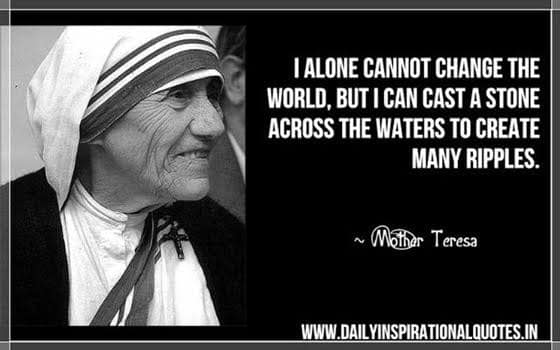 I ALONE CANNOT CHANGE THE
WORLD, BUT I CAN CAST A STONE
ACROSS THE WATERS TO CREATE
MANY RIPPLES.
~ Mother Teresa
WWW.DAILYINSPIRATIONALQUOTES.IN